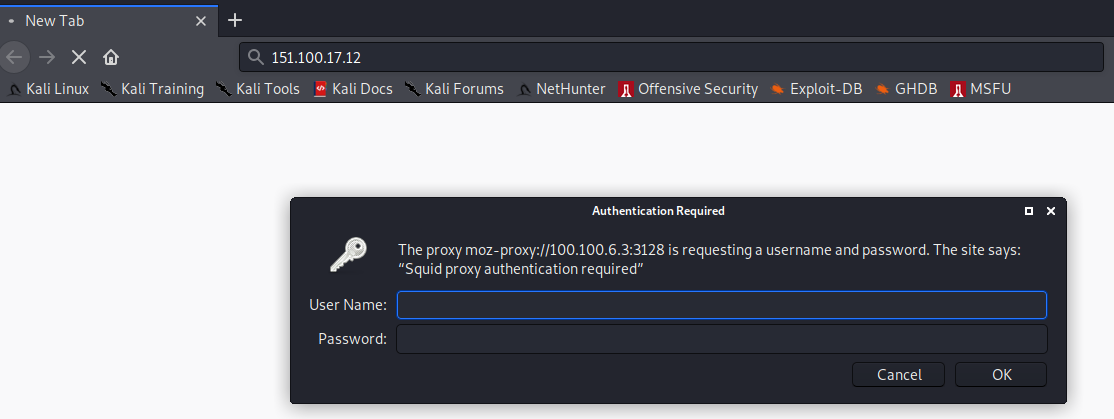 New Tab
151.100.17.12
Kali Linux Kali Training Kali Tools Kali Docs Kali Forums NetHunter Offensive Security Exploit-DB GHDB MSFU
Authentication Required
The proxy moz-proxy://100.100.6.3:3128 is requesting a username and password. The site says:
“Squid proxy authentication required”
User Name:
Password:
Cancel OK